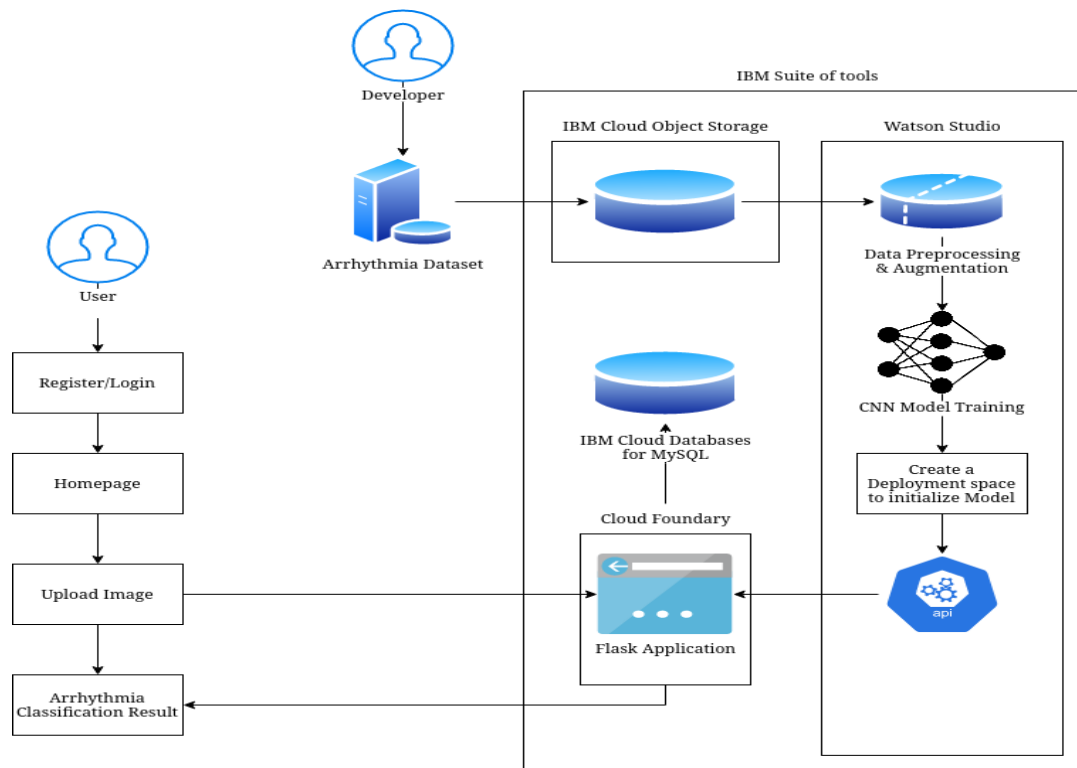 Developer
IBM Suite of tools
IBM Cloud Object Storage
Watson Studio
Arrhythmia Dataset
Data Preprocessing
& Augmentation
User
Register/Login
CNN Model Training
IBM Cloud Databases
for MySQL
Homepage
Create a
Deployment space
to initialize Model
Cloud Foundary
Upload Image
api
Flask Application
Arrhythmia
Classification Result